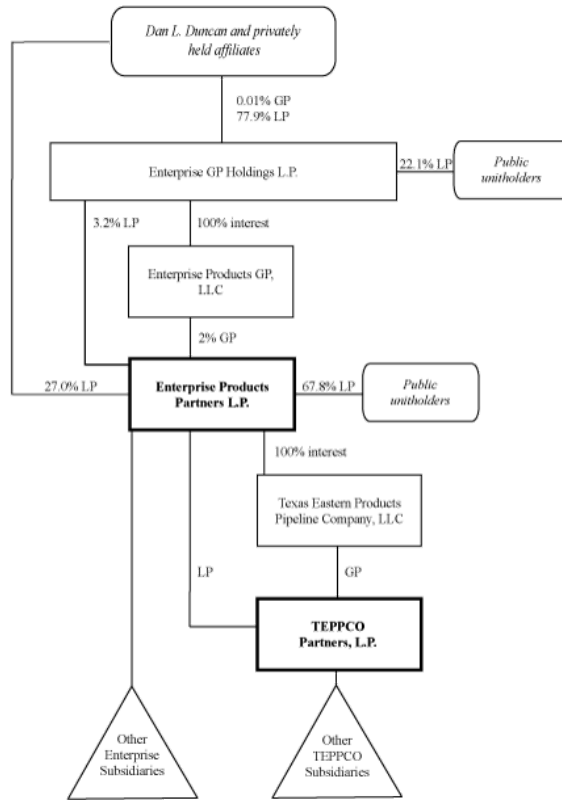 Dan L. Duncan and privately
held affiliates
0.01% GP
77.9% LP
Enterprise GP Holdings L.P.
22.1% LP
Public
unitholders
3.2% LP
100% interest
Enterprise Products GP,
LLC
2% GP
27.0% LP
Enterprise Products
Partners L.P.
67.8% LP
Public
unitholders
100% interest
Texas Eastern Products
Pipeline Company, LLC
LP
GP
TEPPCO
Partners, L.P.
Other
Enterprise
Subsidiaries
Other
TEPPCO
Subsidiaries